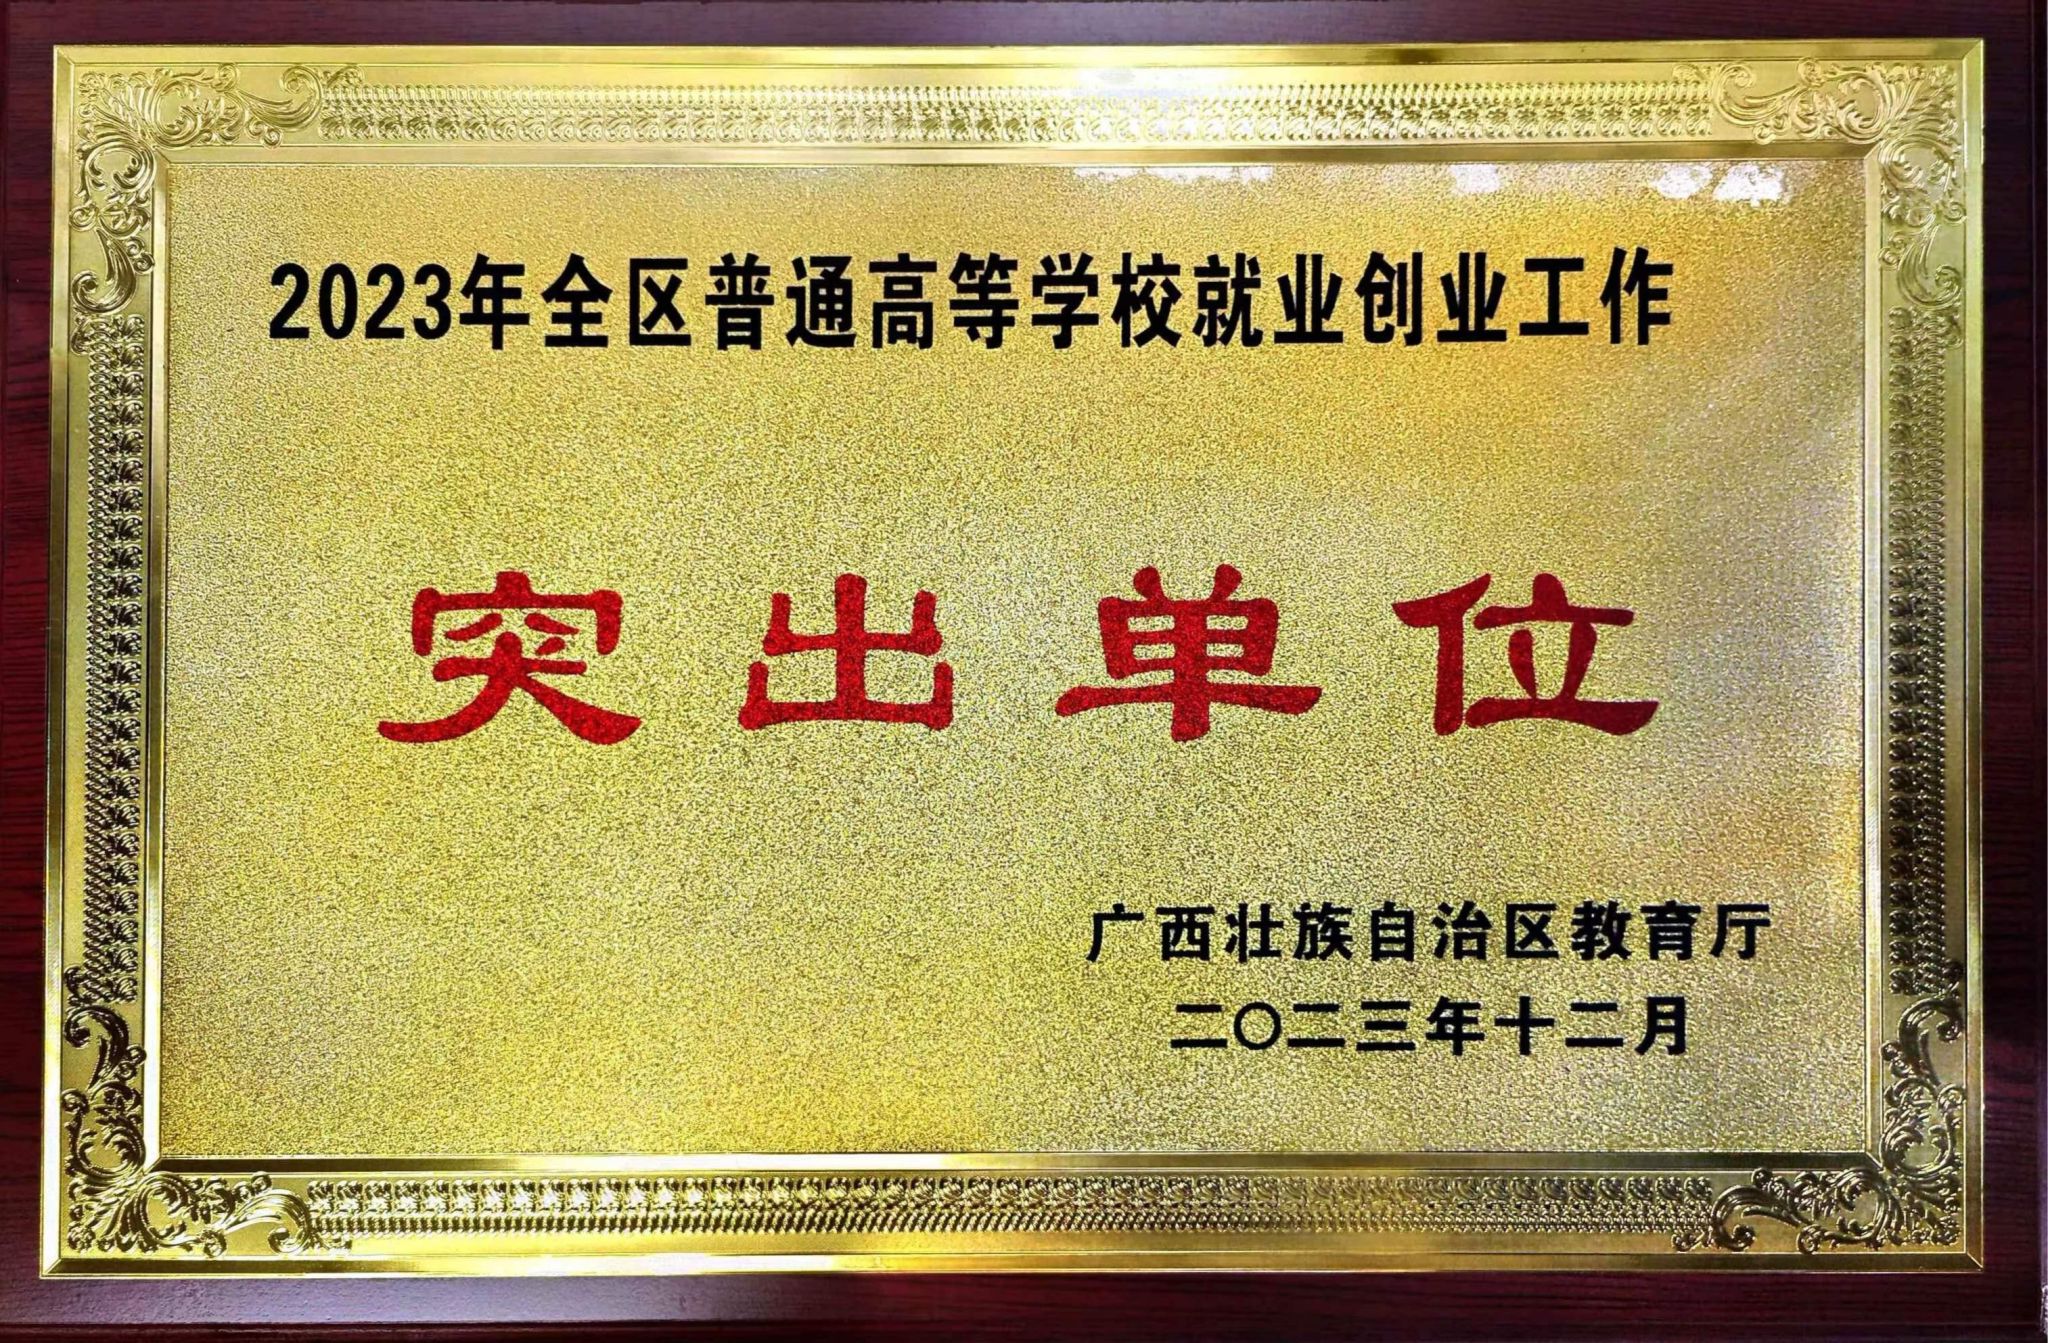 2023年全区普通高等学校就业创业工作
突出单位
广西壮族自治区教育厅
二〇二三年十二月